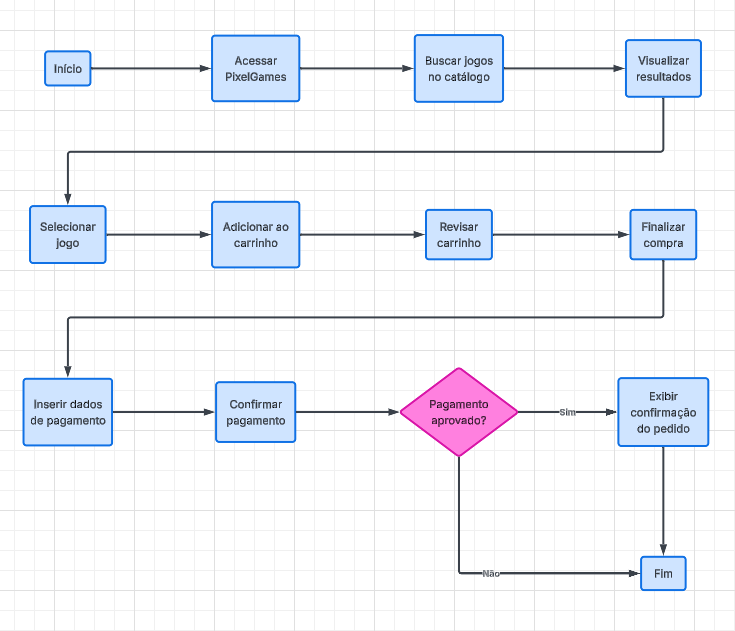 Início
Acessar
PixelGames
Buscar jogos
no catálogo
Visualizar
resultados
Selecionar
jogo
Adicionar ao
carrinho
Revisar
carrinho
Finalizar
compra
Inserir dados
de pagamento
Confirmar
pagamento
Pagamento
aprovado?
Sim
Exibir
confirmação
do pedido
Não
Fim